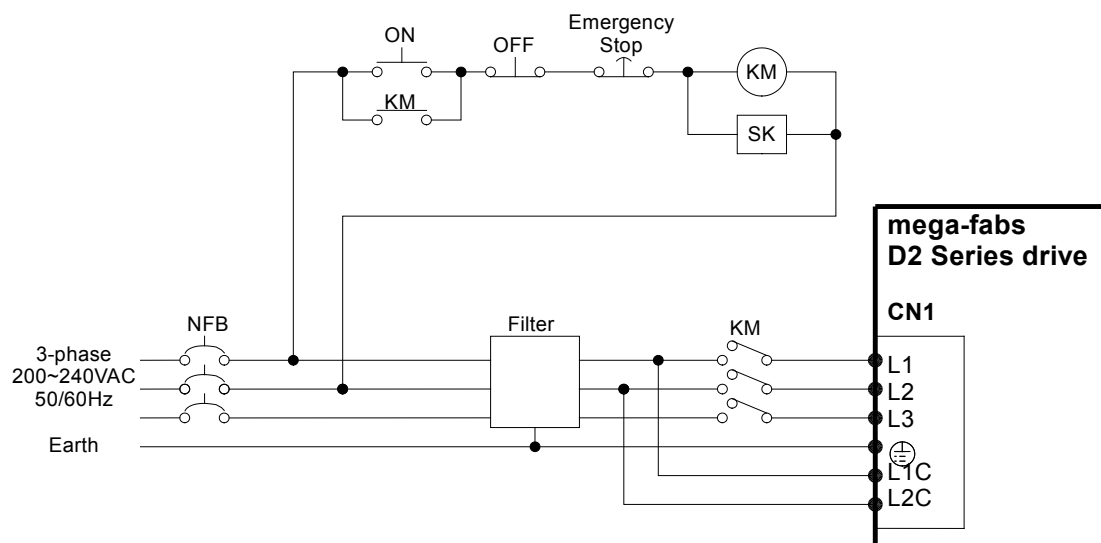 Emergency
Stop
ON
OFF
KM
KM
SK
mega-fabs
D2 Series drive
CN1
NFB
Filter
KM
3-phase
200~240VAC
50/60Hz
Earth
L1
L2
L3
L1C
L2C